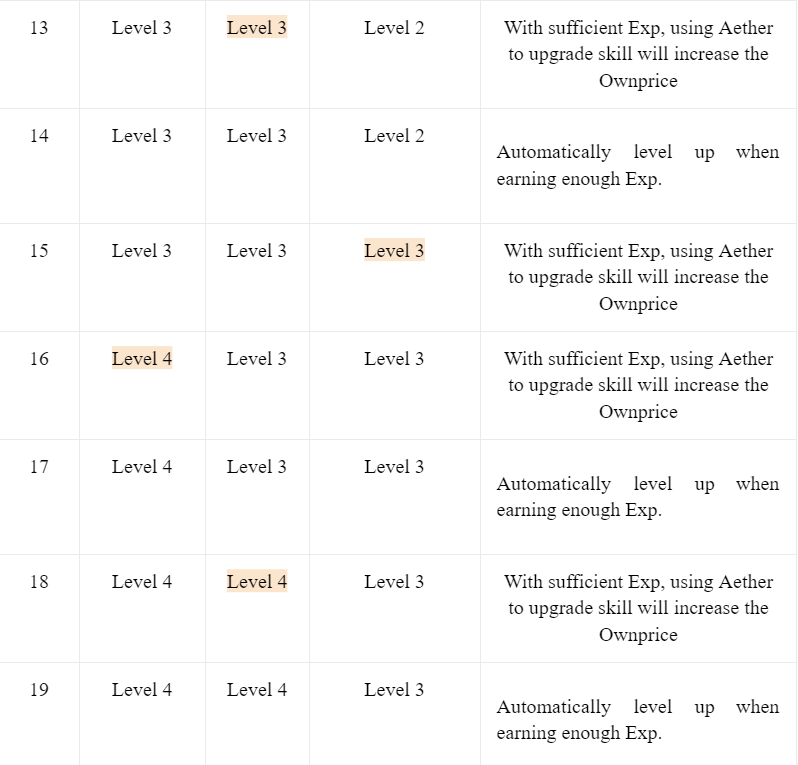 13 Level 3 Level 3 Level 2 With sufficient Exp, using Aether
to upgrade skill will increase the
Ownprice
14 Level 3 Level 3 Level 2
Automatically level up when
earning enough Exp.
15 Level 3 Level 3 Level 3 With sufficient Exp, using Aether
to upgrade skill will increase the
Ownprice
16 Level 4 Level 3 Level 3 With sufficient Exp, using Aether
to upgrade skill will increase the
Ownprice
17 Level 4 Level 3 Level 3
Automatically level up when
earning enough Exp.
18 Level 4 Level 4 Level 3 With sufficient Exp, using Aether
to upgrade skill will increase the
Ownprice
19 Level 4 Level 4 Level 3
Automatically level up when
earning enough Exp.